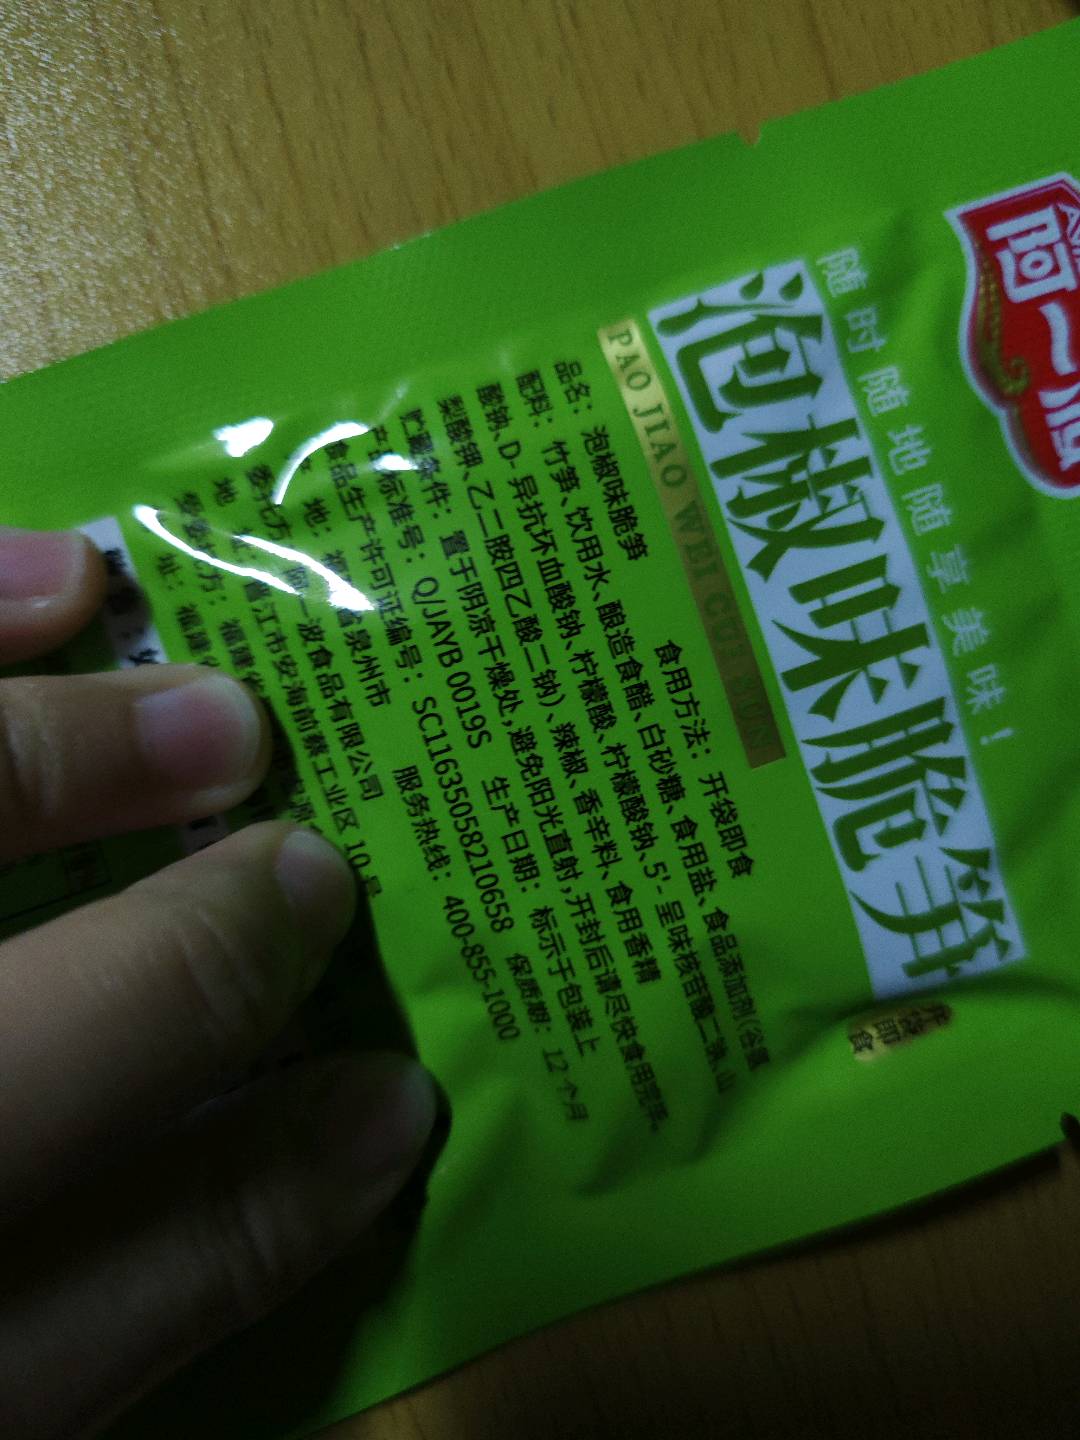 阿一波
随时随地随享美味！
泡椒味脆笋
PAO JIAO WEI CUI SUN
开袋即食
品名：泡椒味脆笋 食用方法：开袋即食
配料：竹笋、饮用水、酿造食醋、白砂糖、食用盐、食品添加剂(谷氨
酸钠、D-异抗坏血酸钠、柠檬酸、柠檬酸钠、5'-呈味核苷酸二钠、山
梨酸钾、乙二胺四乙酸二钠）、辣椒、香辛料、食用香精
贮藏条件：置于阴凉干燥处，避免阳光直射，开封后请尽快食用完毕。
产品标准号：Q/JAYB 0019S 生产日期：标示于包装上
食品生产许可证编号：SC11635058210658 保质期：12个月
产地：福建省泉州市 服务热线：400-855-1000
委托方：阿一波食品有限公司
地址：晋江市安海前蔡工业区10号
受委托方：福建
址：福建